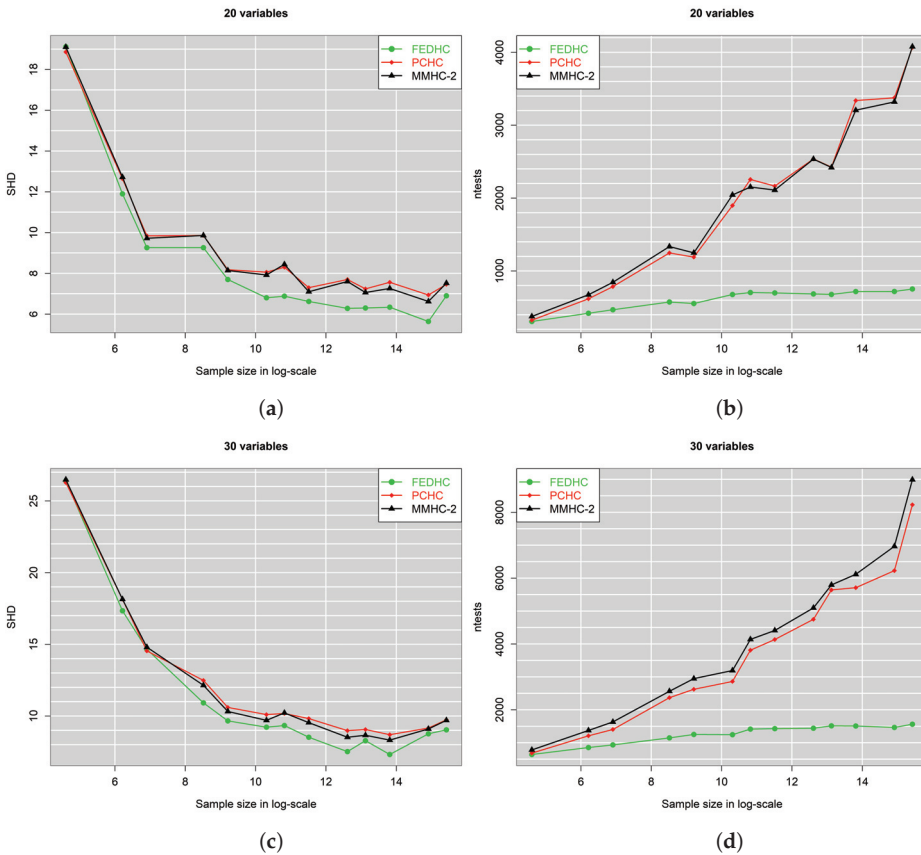 20 variables
SHD
18
16
14
12
10
8
6
FEDHC
PCHC
MMHC-2
6 8 10 12 14
Sample size in log-scale
(a)
20 variables
ntests
4000
3000
2000
1000
FEDHC
PCHC
MMHC-2
6 8 10 12 14
Sample size in log-scale
(b)
30 variables
SHD
25
20
15
10
FEDHC
PCHC
MMHC-2
6 8 10 12 14
Sample size in log-scale
(c)
30 variables
ntests
8000
6000
4000
2000
FEDHC
PCHC
MMHC-2
6 8 10 12 14
Sample size in log-scale
(d)